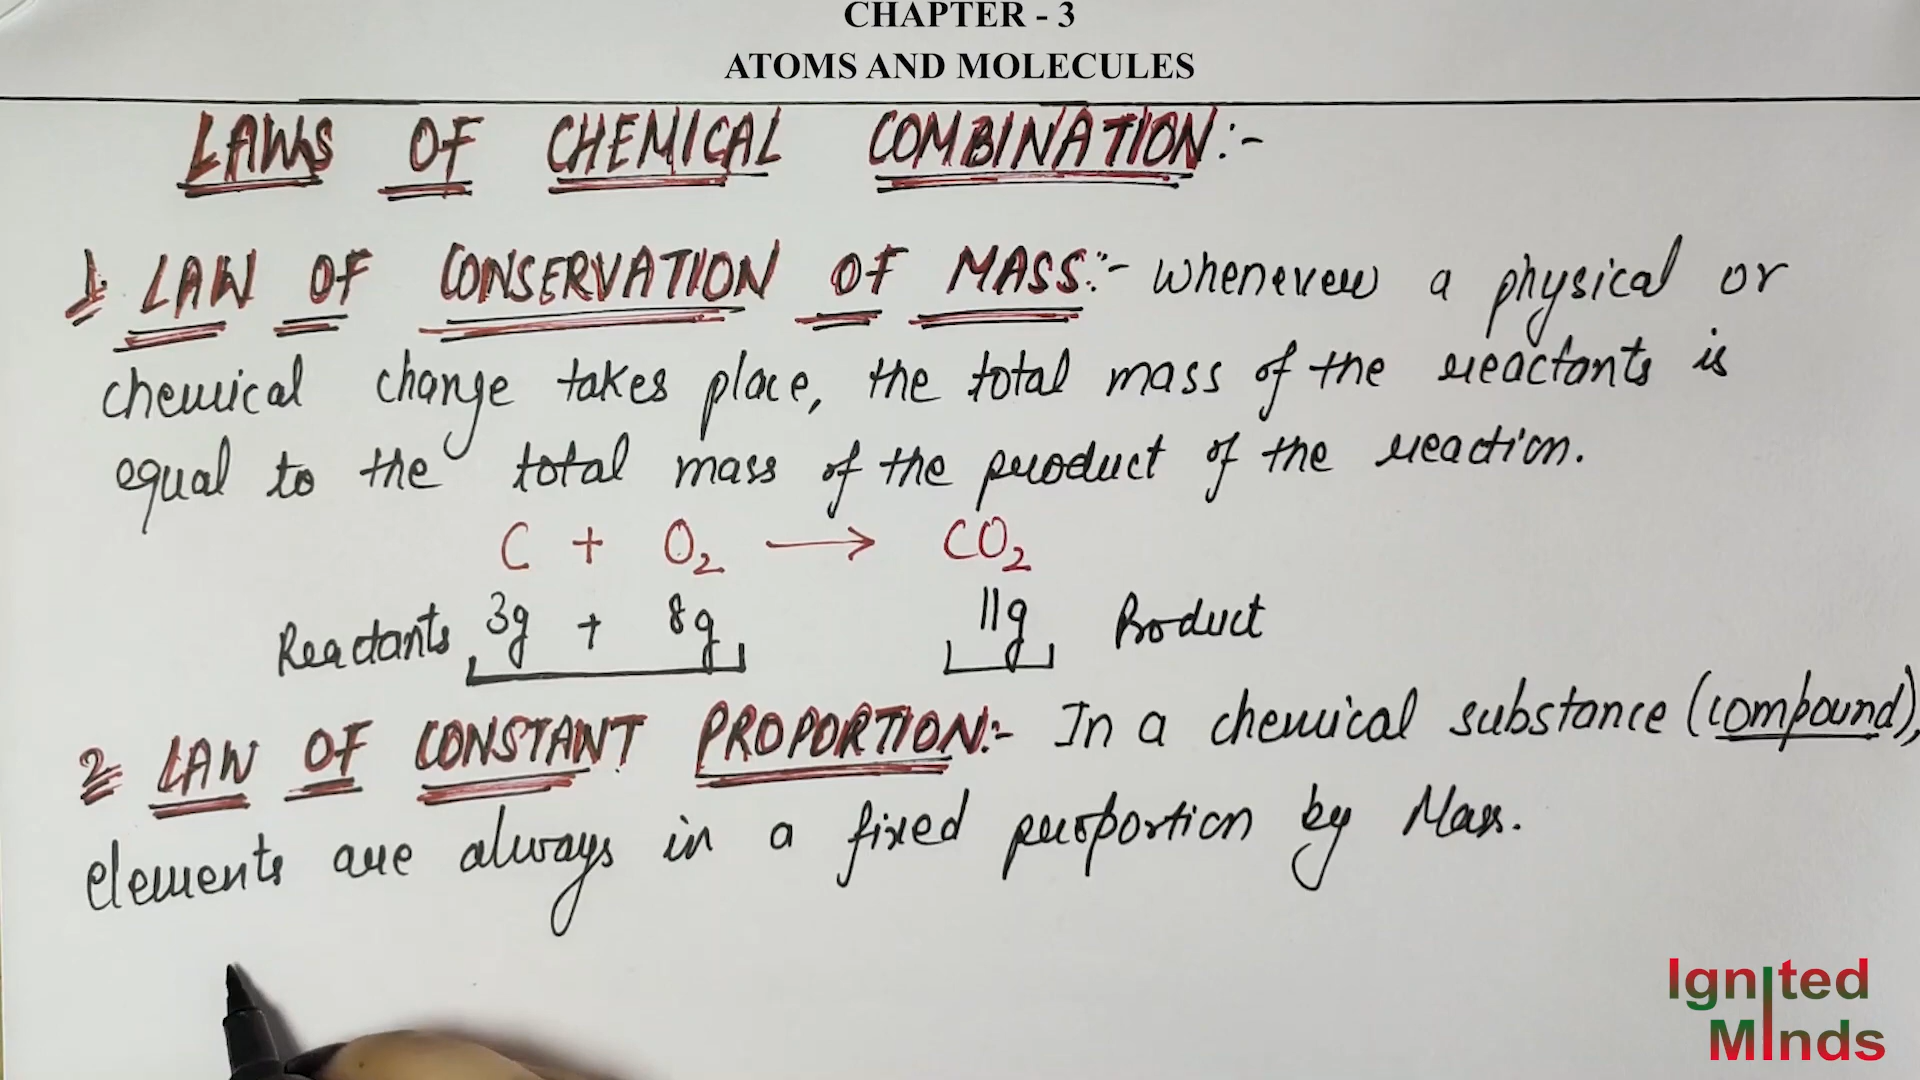 CHAPTER - 3
ATOMS AND MOLECULES
LAWS OF CHEMICAL COMBINATION:-
1. LAW OF CONSERVATION OF MASS:- Whenever a physical or
chemical change takes place, the total mass of the reactants is
equal to the total mass of the product of the reaction.
C + O₂ → CO₂
Reactants 3g + 8g 11g Product
2. LAW OF CONSTANT PROPORTION:- In a chemical substance (compound),
elements are always in a fixed proportion by Mass.
Ignited
Minds